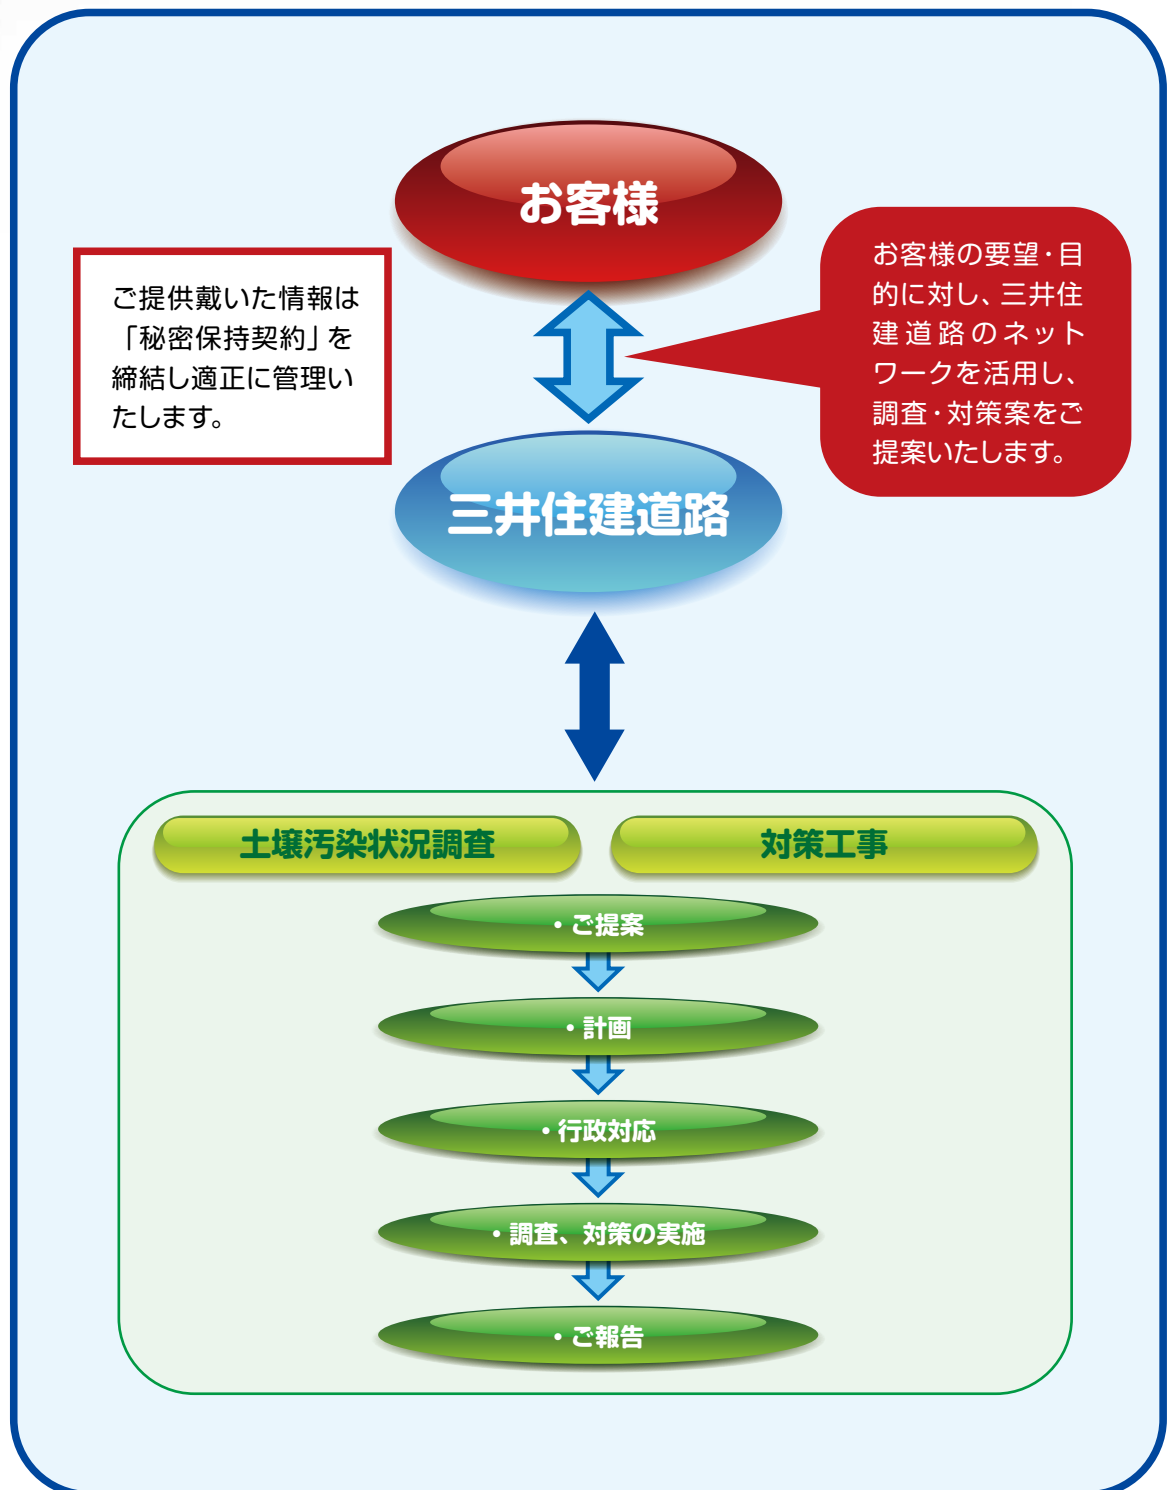 お客様
ご提供戴いた情報は
「秘密保持契約」を
締結し適正に管理い
たします。
お客様の要望・目
的に対し、三井住
建道路のネット
ワークを活用し、
調査・対策案をご
提案いたします。
三井住建道路
土壌汚染状況調査
対策工事
・ご提案
・計画
・行政対応
・調査、対策の実施
・ご報告